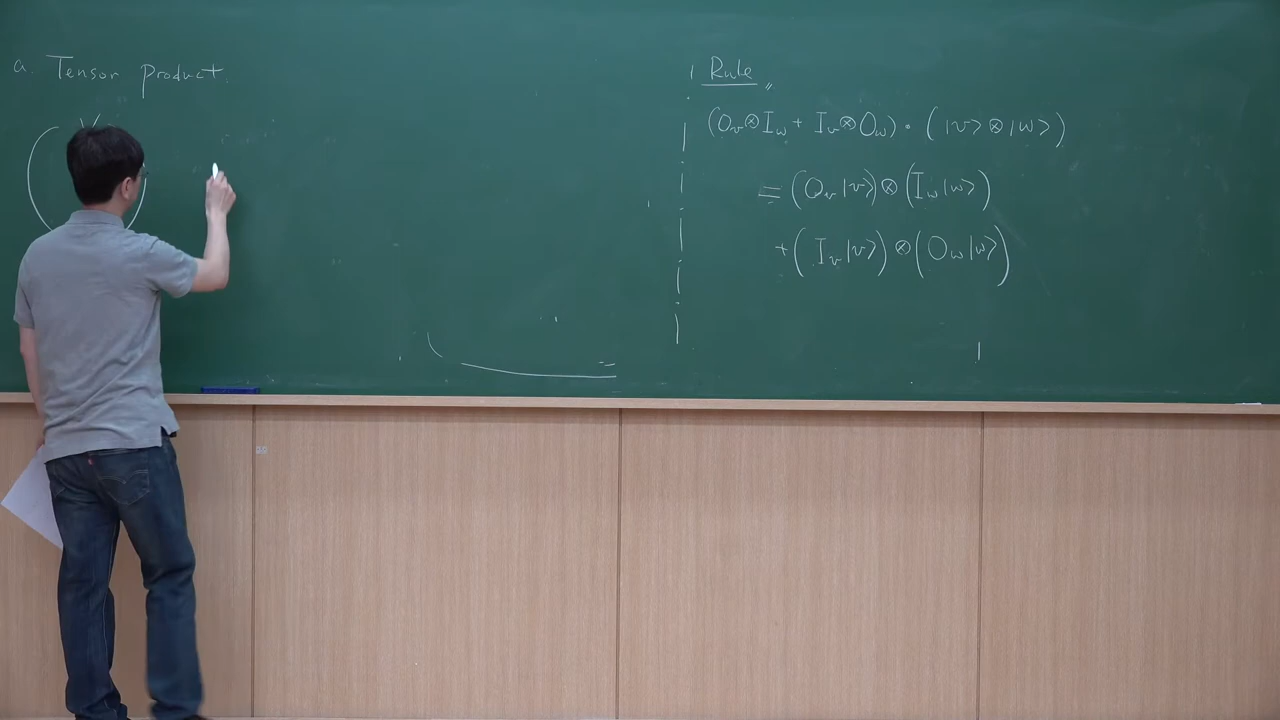 a. Tensor product.
Rule
(O_v⊗I_w + I_v⊗O_w) • (|v> ⊗ |w>)
= (O_v|v>) ⊗ (I_w|w>)
+ (I_v|v>) ⊗ (O_w|w>)